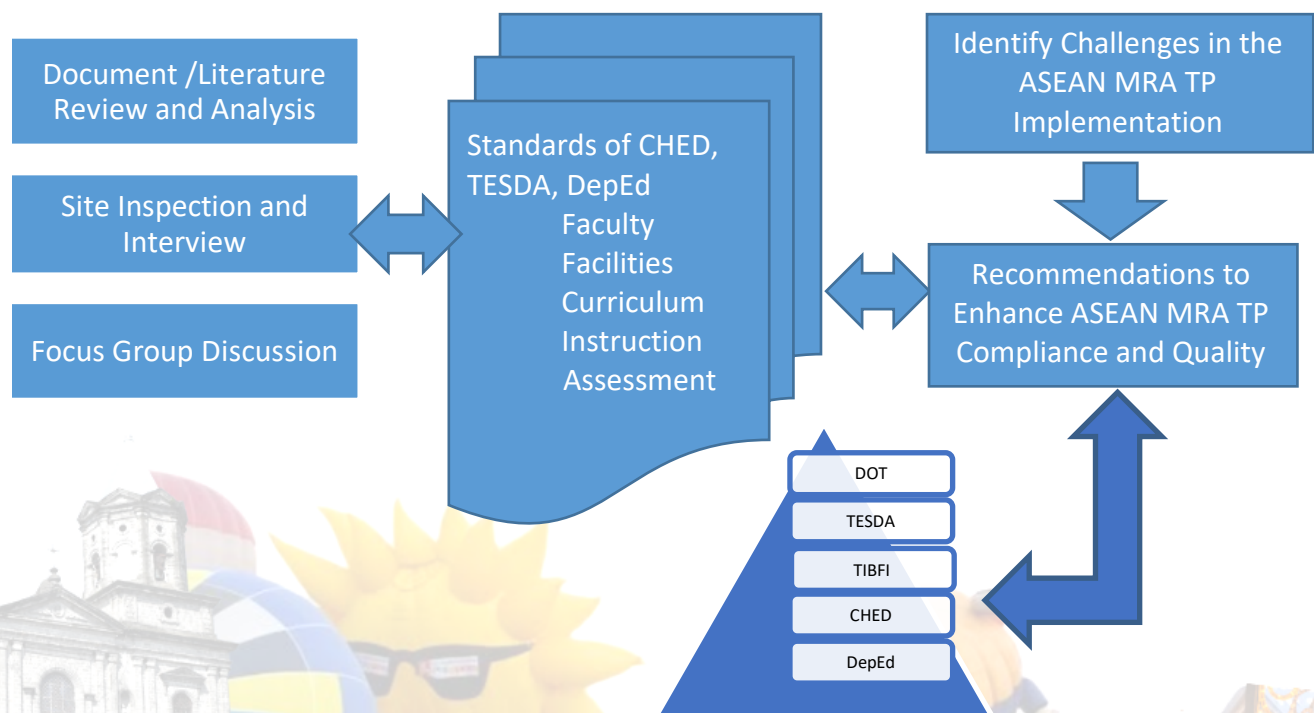 Document /Literature
Review and Analysis
Site Inspection and
Interview
Focus Group Discussion
Standards of CHED,
TESDA, DepEd
Faculty
Facilities
Curriculum
Instruction
Assessment
Identify Challenges in the
ASEAN MRA TP
Implementation
Recommendations to
Enhance ASEAN MRA TP
Compliance and Quality
DOT
TESDA
TIBFI
CHED
DepEd